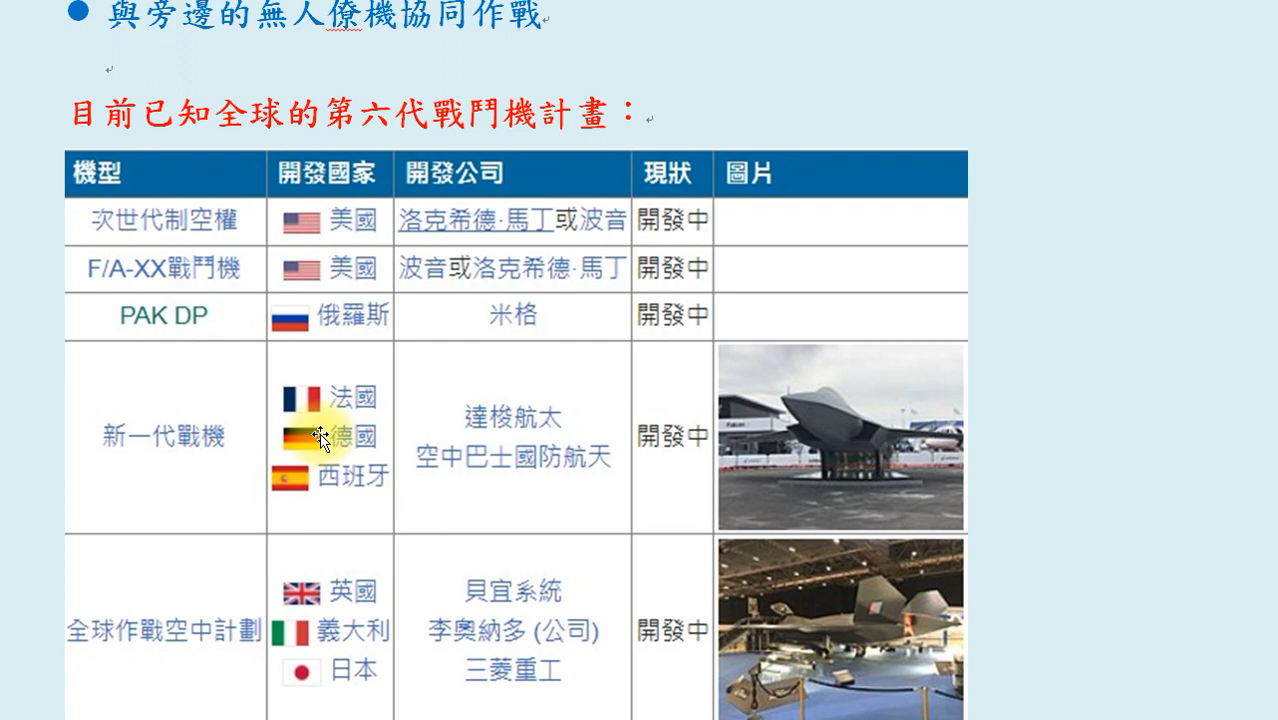 與旁邊的無人僚機協同作戰
目前已知全球的第六代戰鬥機計畫：
機型 開發國家 開發公司 現狀 圖片
次世代制空權 美國 洛克希德·馬丁或波音 開發中
F/A-XX戰鬥機 美國 波音或洛克希德·馬丁 開發中
PAK DP 俄羅斯 米格 開發中
新一代戰機 法國 德國 西班牙 達梭航太 空中巴士國防航天 開發中
全球作戰空中計劃 英國 義大利 日本 貝宜系統 李奧納多 (公司) 三菱重工 開發中